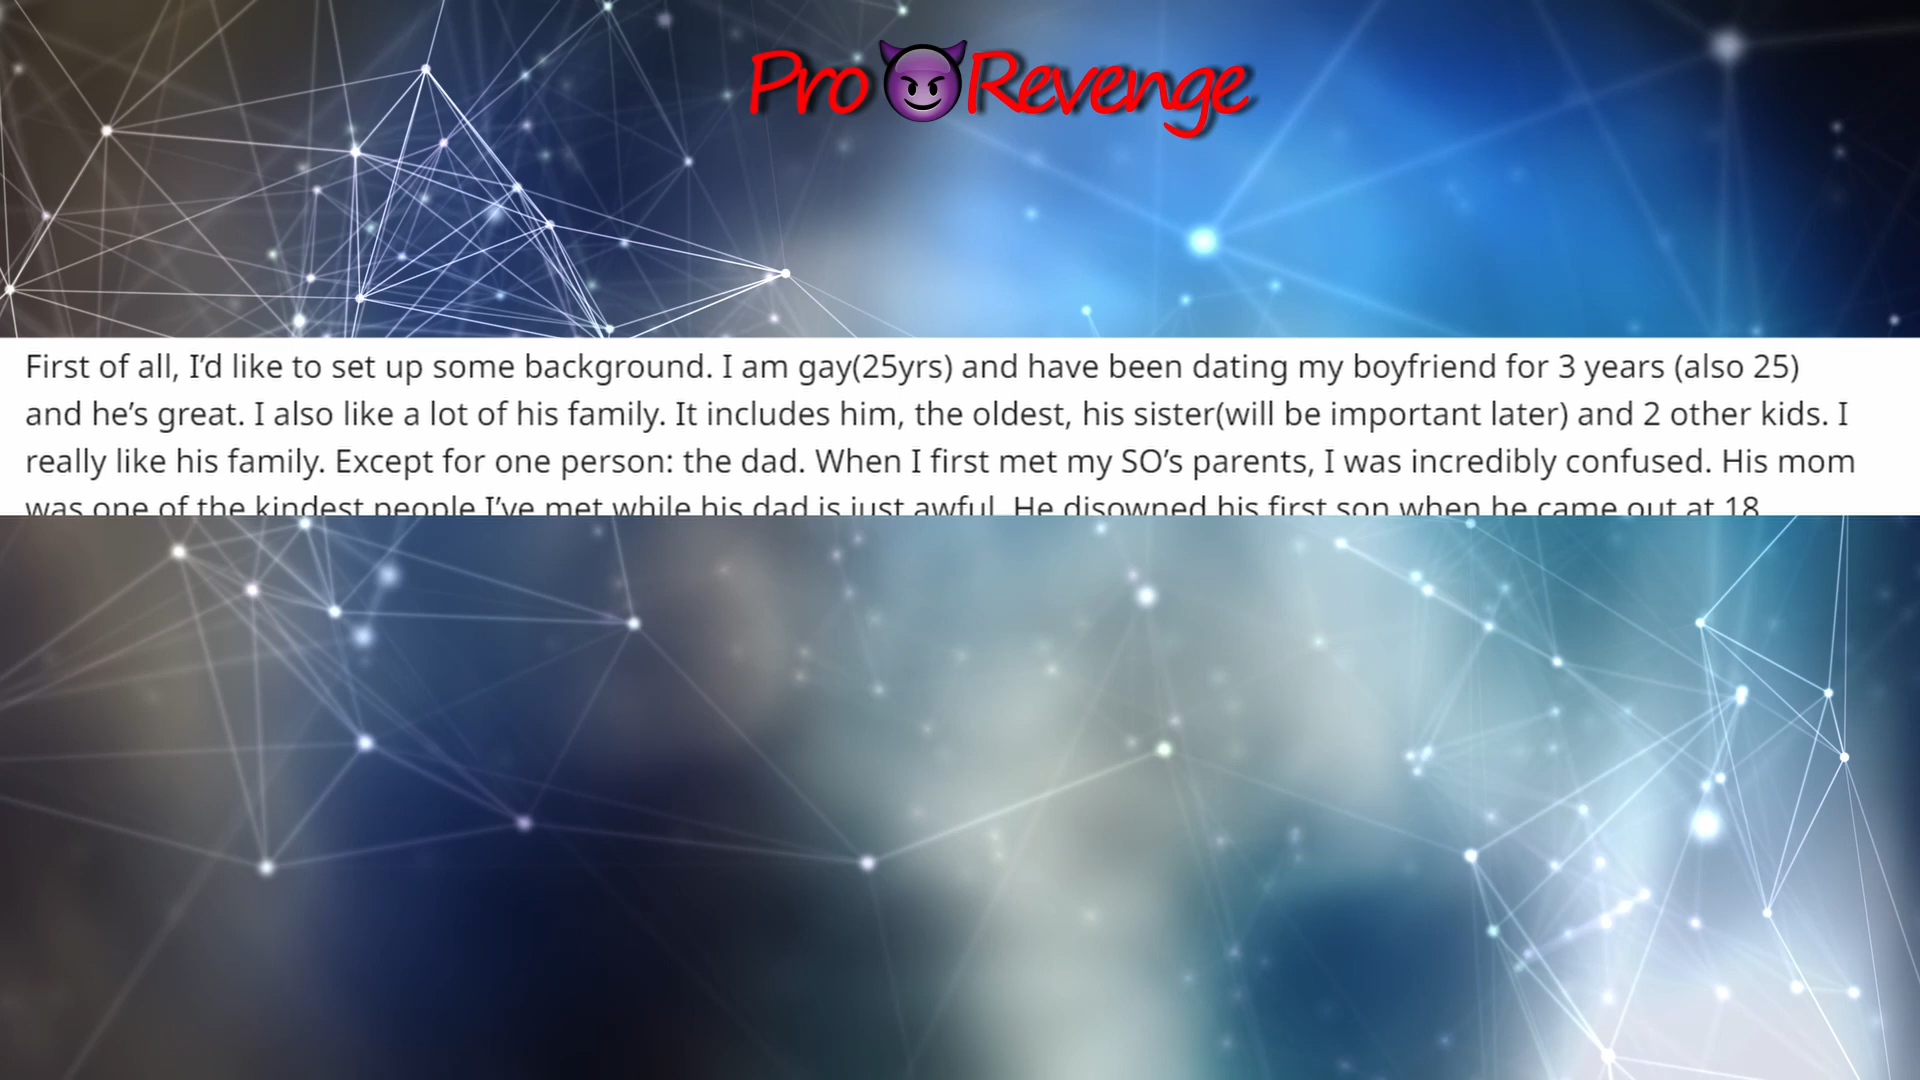 Pro😈Revenge
First of all, I’d like to set up some background. I am gay(25yrs) and have been dating my boyfriend for 3 years (also 25)
and he’s great. I also like a lot of his family. It includes him, the oldest, his sister(will be important later) and 2 other kids. I
really like his family. Except for one person: the dad. When I first met my SO’s parents, I was incredibly confused. His mom
was one of the kindest people I’ve met while his dad is just awful. He disowned his first son when he came out at 18